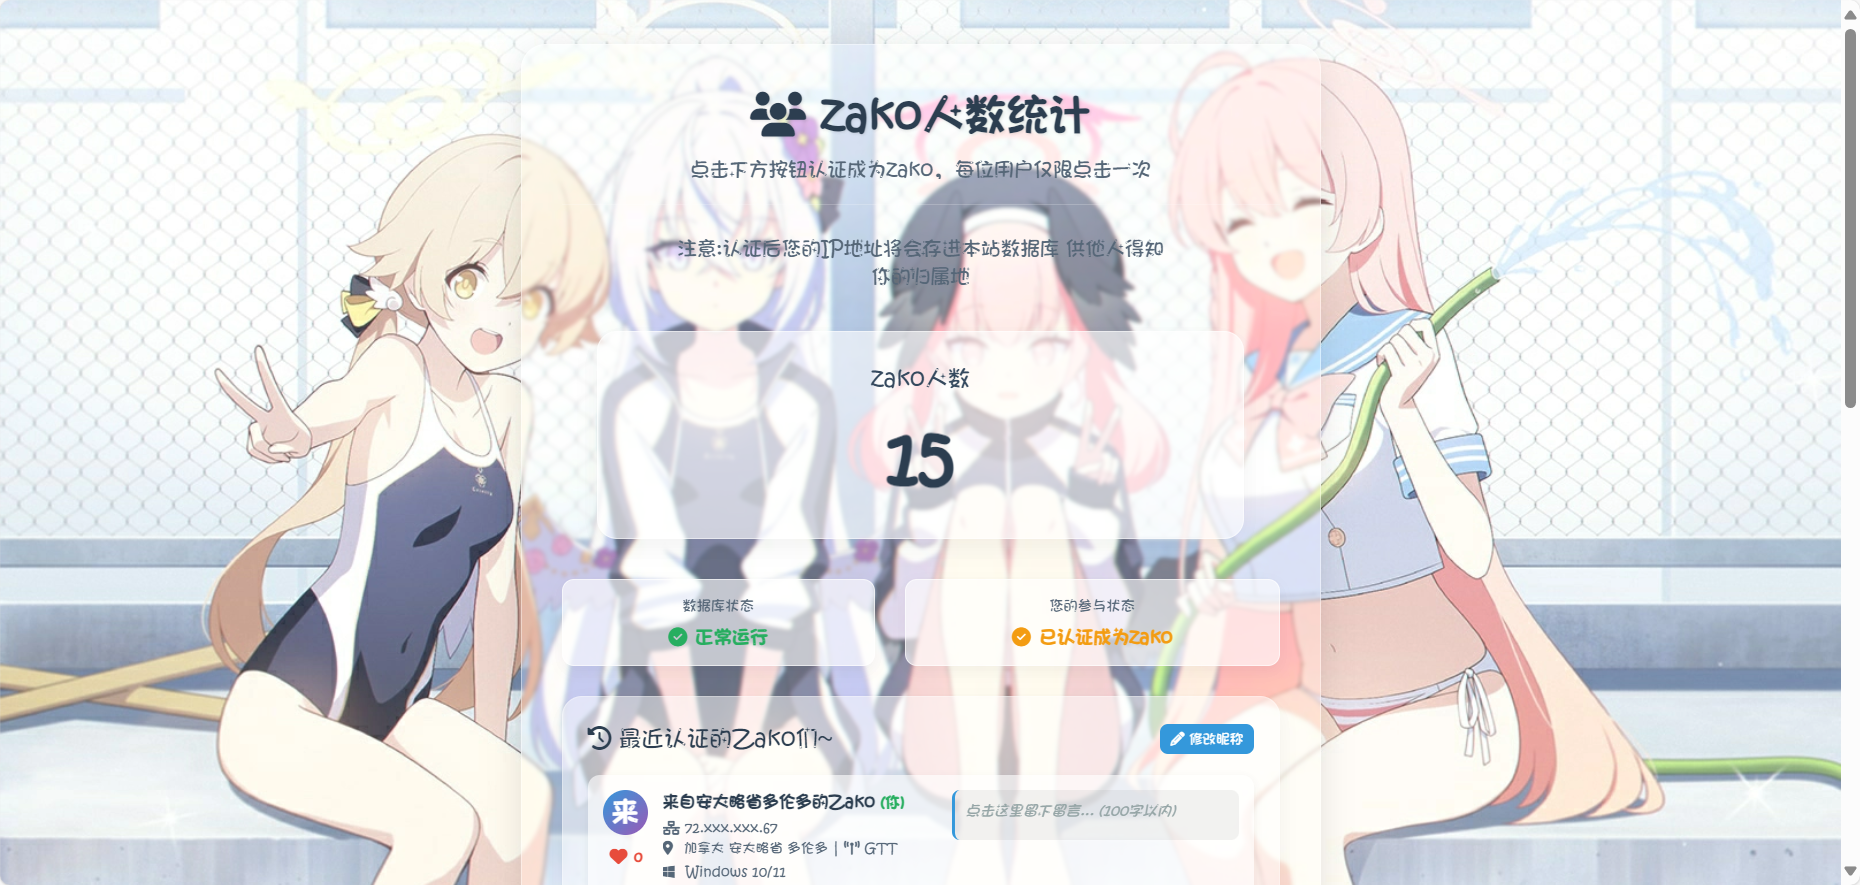 Zako人数统计
点击下方按钮认证成为Zako，每位用户仅限点击一次
注意:认证后您的IP地址将会存进本站数据库 供他人得知
你的归属地
Zako人数
15
数据库状态
正常运行
您的参与状态
已认证成为Zako
最近认证的Zako们~
修改昵称
来
来自安大略省多伦多的Zako (你)
点击这里留下留言... (100字以内)
72.xxx.xxx.67
加拿大 安大略省 多伦多 | GTT
0
Windows 10/11